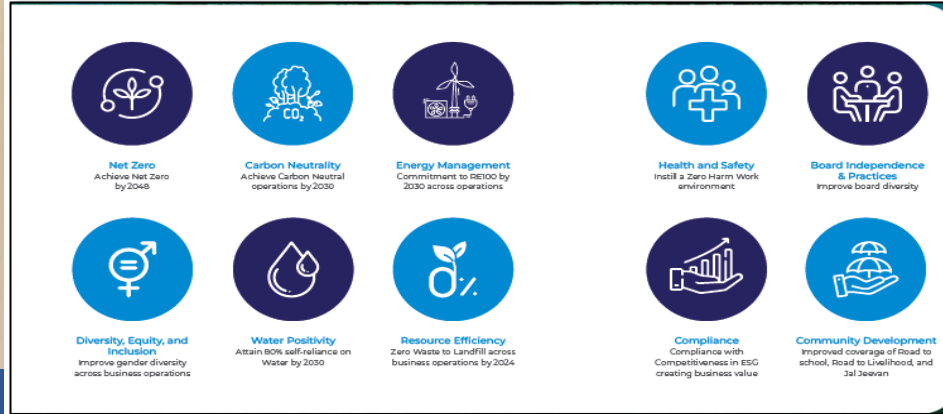 CO₂
Net Zero
Achieve Net Zero
by 2048
Carbon Neutrality
Achieve Carbon Neutral
operations by 2030
Energy Management
Commitment to RE100 by
2030 across operations
Health and Safety
Instill a Zero Harm Work
environment
Board Independence
& Practices
Improve board diversity
0%
Diversity, Equity, and
Inclusion
Improve gender diversity
across business operations
Water Positivity
Attain 80% self-reliance on
Water by 2030
Resource Efficiency
Zero Waste to Landfill across
business operations by 2024
Compliance
Compliance with
Competitiveness in ESG
creating business value
Community Development
Improved coverage of Road to
school, Road to Livelihood, and
Jal Jeevan